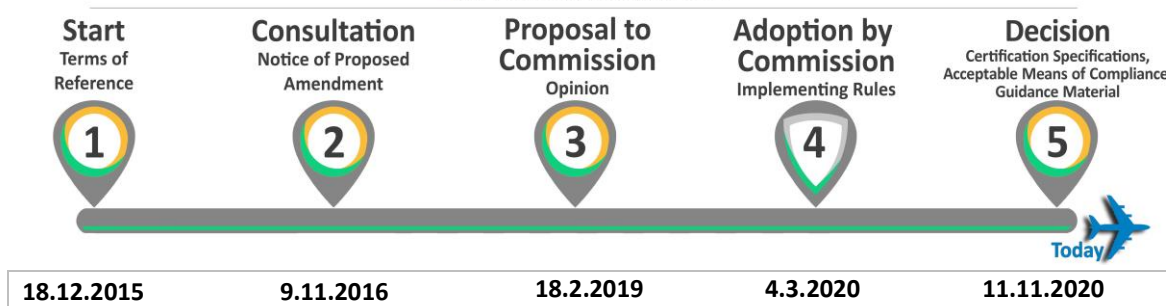 Start
Terms of
Reference
Consultation
Notice of Proposed
Amendment
Proposal to
Commission
Opinion
Adoption by
Commission
Implementing Rules
Decision
Certification Specifications,
Acceptable Means of Compliance
Guidance Material
1
2
3
4
5
Today
18.12.2015
9.11.2016
18.2.2019
4.3.2020
11.11.2020